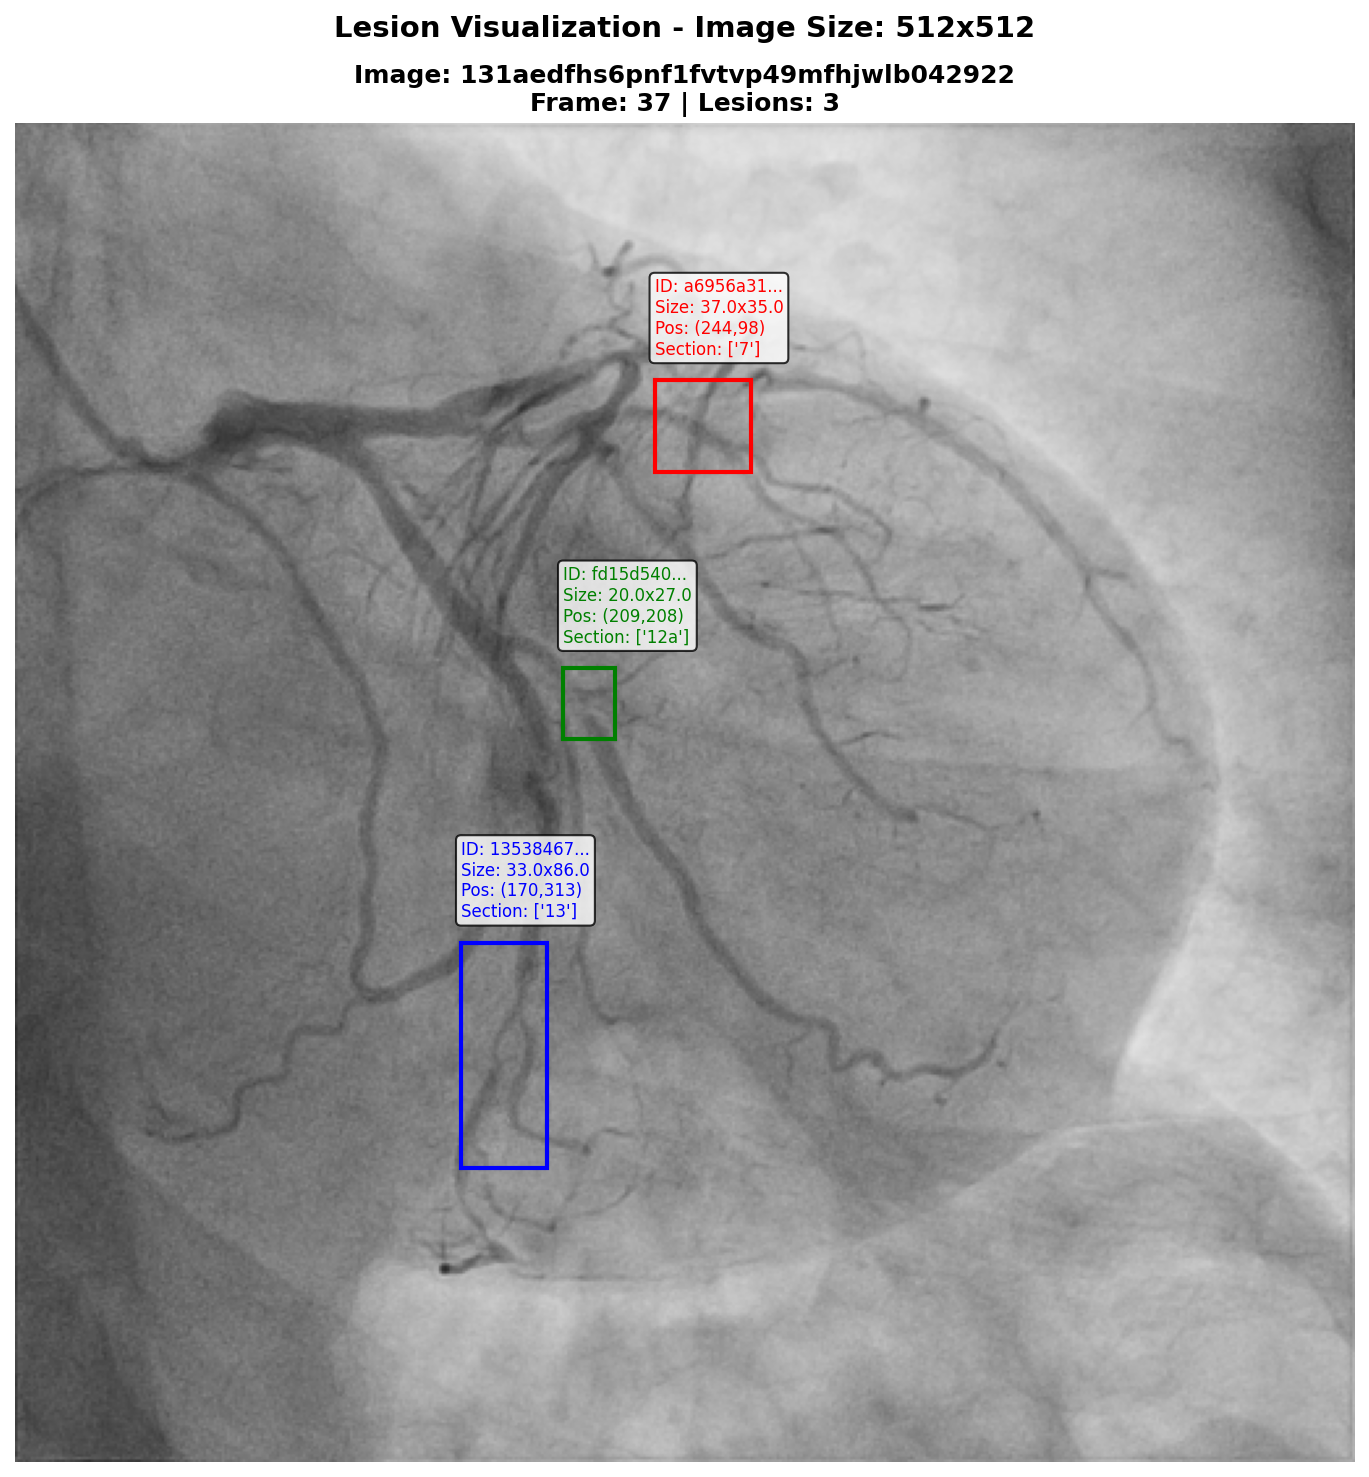 Lesion Visualization - Image Size: 512x512
Image: 131aedfhs6pnf1fvtvp49mfhjwlb042922
Frame: 37 | Lesions: 3
ID: a6956a31...
Size: 37.0x35.0
Pos: (244,98)
Section: ['7']
ID: fd15d540...
Size: 20.0x27.0
Pos: (209,208)
Section: ['12a']
ID: 13538467...
Size: 33.0x86.0
Pos: (170,313)
Section: ['13']